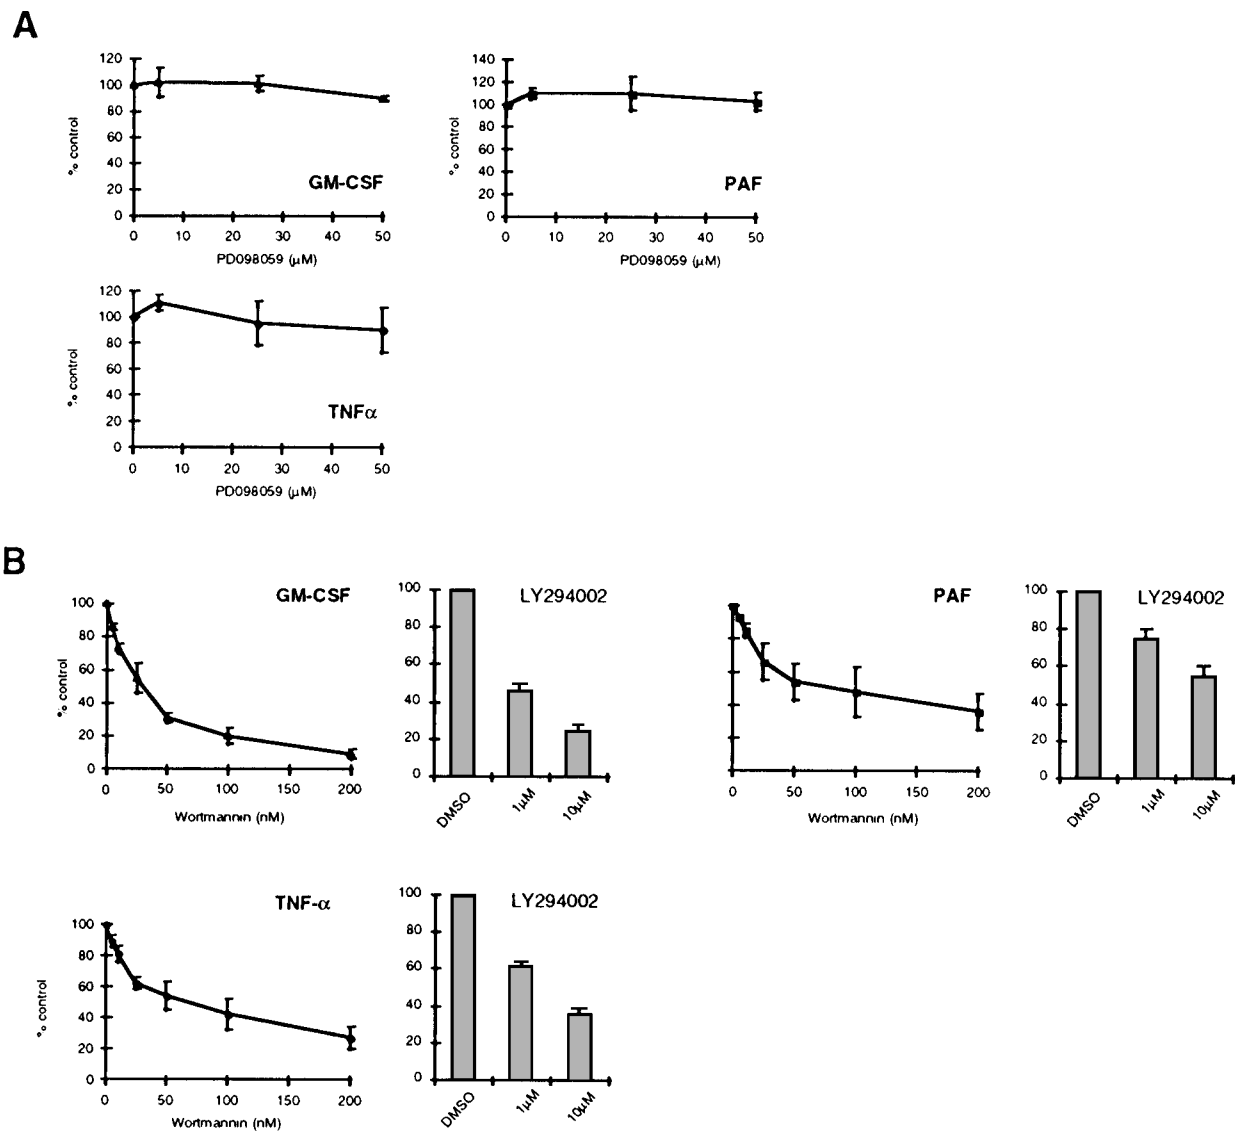 A
120
100
80
60
40
20
0
% control
GM-CSF
0 10 20 30 40 50
PD098059 (µM)
140
120
100
80
60
40
20
0
% control
PAF
0 10 20 30 40 50
PD098059 (µM)
120
100
80
60
40
20
0
% control
TNFα
0 10 20 30 40 50
PD098059 (µM)
B
GM-CSF
100
80
60
40
20
0
% control
0 50 100 150 200
Wortmannin (nM)
LY294002
100
80
60
40
20
0
DMSO
1µM
10µM
PAF
0 50 100 150 200
Wortmannin (nM)
LY294002
100
80
60
40
20
0
DMSO
1µM
10µM
TNF-α
100
80
60
40
20
0
% control
0 50 100 150 200
Wortmannin (nM)
LY294002
100
80
60
40
20
0
DMSO
1µM
10µM